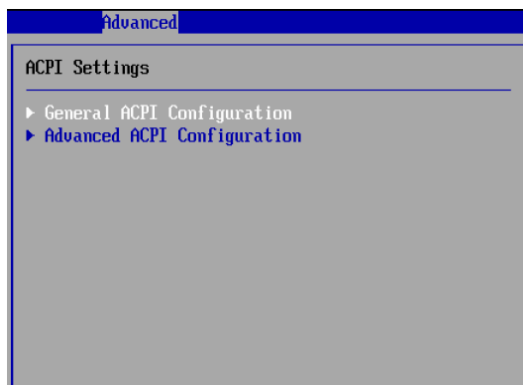 Advanced
ACPI Settings
General ACPI Configuration
Advanced ACPI Configuration